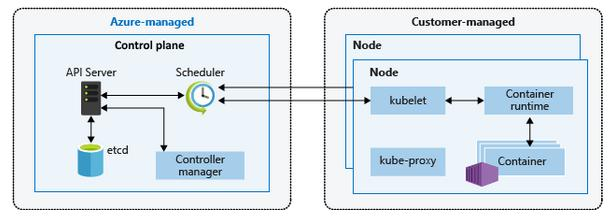 Azure-managed
Control plane
API Server
Scheduler
etcd
Controller
manager
Customer-managed
Node
Node
kubelet
Container
runtime
kube-proxy
Container